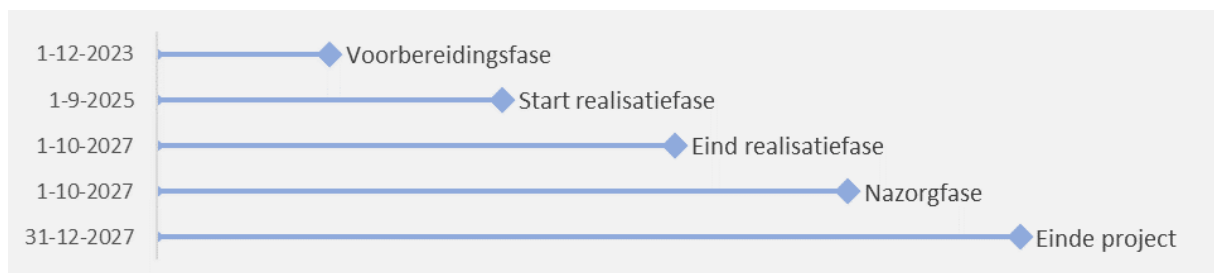 1-12-2023 Voorbereidingsfase
1-9-2025 Start realisatiefase
1-10-2027 Eind realisatiefase
1-10-2027 Nazorgfase
31-12-2027 Einde project